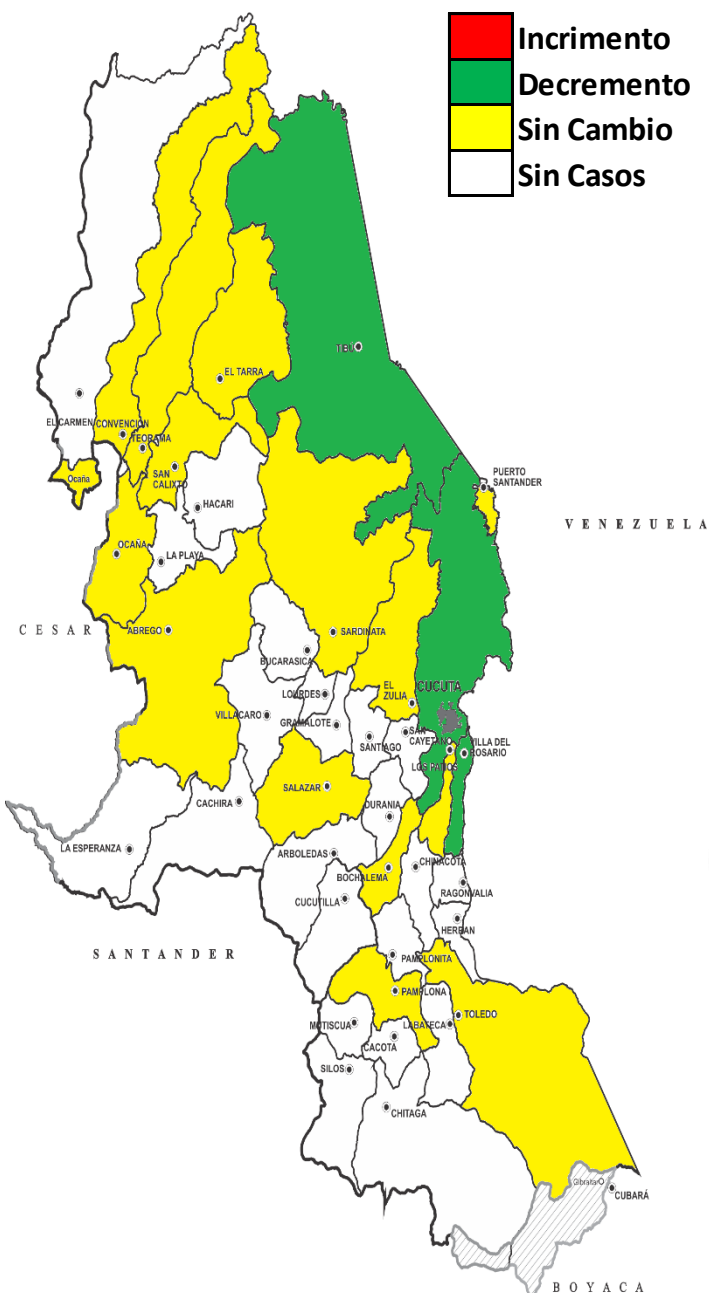 Incrimento
Decremento
Sin Cambio
Sin Casos
TIBÚ
EL TARRA
EL CARMEN
CONVENCIÓN
TEORAMA
SAN
CALIXTO
Ocaña
PUERTO
SANTANDER
HACARI
VENEZUELA
OCAÑA
LA PLAYA
CESAR
ABREGO
SARDINATA
BUCARASICA
EL
ZULIA
CUCUTA
LOURDES
VILLACARO
GRAMALOTE
SANTIAGO
SAN
CAYETANO
VILLA DEL
ROSARIO
LOS PATIOS
SALAZAR
CACHIRA
DURANIA
LA ESPERANZA
ARBOLEDAS
BOCHALEMA
CHINACOTA
RAGONVALIA
CUCUTILLA
HERRAN
SANTANDER
PAMPLONITA
PAMPLONA
MUTISCUA
LABATECA
TOLEDO
CACOTA
SILOS
CHITAGA
Gibraltar
CUBARÁ
BOYACA